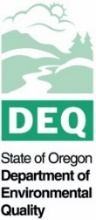 DEQ
State of Oregon
Department of
Environmental
Quality